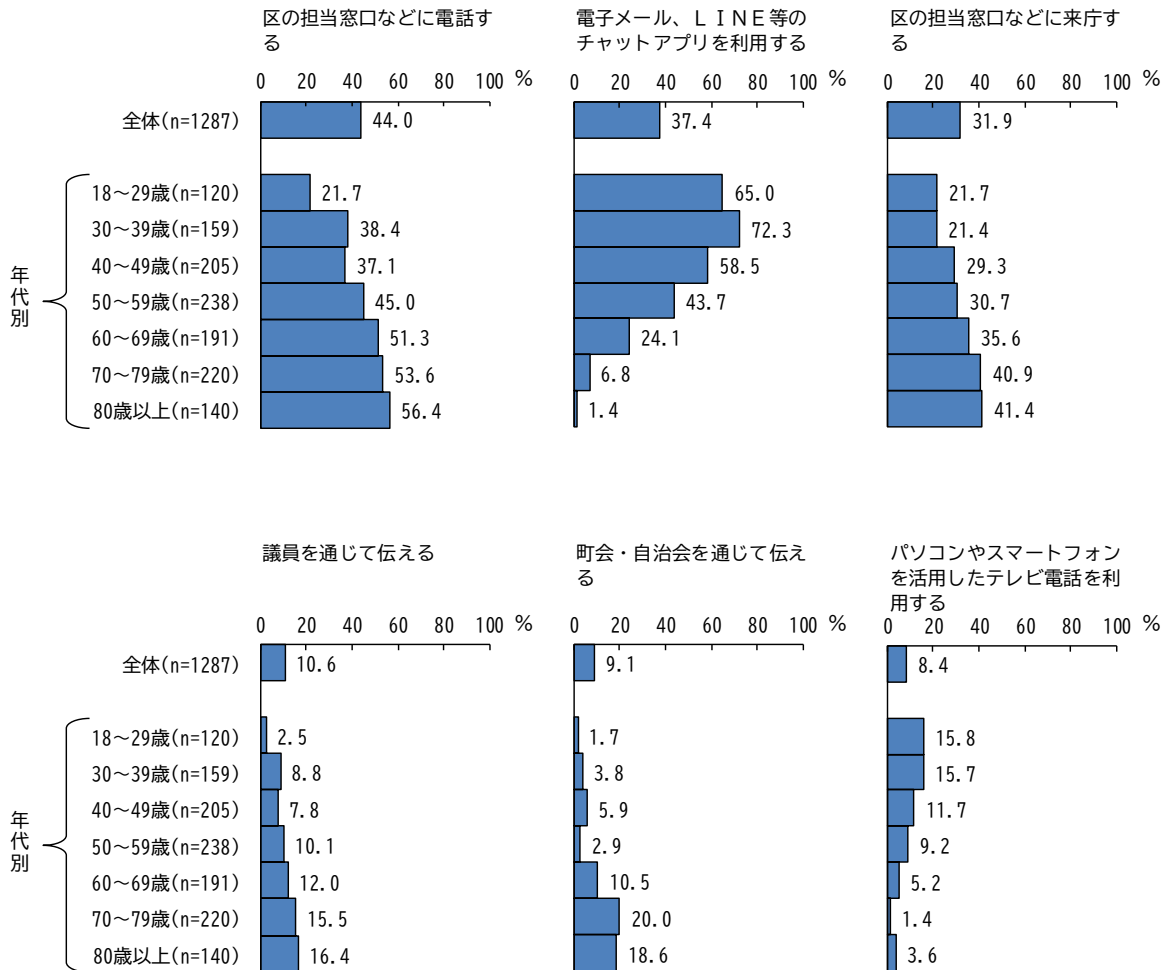 区の担当窓口などに電話す
る
電子メール、ＬＩＮＥ等の
チャットアプリを利用する
区の担当窓口などに来庁す
る
0 20 40 60 80 100 %
0 20 40 60 80 100 %
0 20 40 60 80 100 %
全体(n=1287) 44.0 37.4 31.9
年代別
18～29歳(n=120) 21.7 65.0 21.7
30～39歳(n=159) 38.4 72.3 21.4
40～49歳(n=205) 37.1 58.5 29.3
50～59歳(n=238) 45.0 43.7 30.7
60～69歳(n=191) 51.3 24.1 35.6
70～79歳(n=220) 53.6 6.8 40.9
80歳以上(n=140) 56.4 1.4 41.4
議員を通じて伝える
町会・自治会を通じて伝え
る
パソコンやスマートフォン
を活用したテレビ電話を利
用する
0 20 40 60 80 100 %
0 20 40 60 80 100 %
0 20 40 60 80 100 %
全体(n=1287) 10.6 9.1 8.4
年代別
18～29歳(n=120) 2.5 1.7 15.8
30～39歳(n=159) 8.8 3.8 15.7
40～49歳(n=205) 7.8 5.9 11.7
50～59歳(n=238) 10.1 2.9 9.2
60～69歳(n=191) 12.0 10.5 5.2
70～79歳(n=220) 15.5 20.0 1.4
80歳以上(n=140) 16.4 18.6 3.6